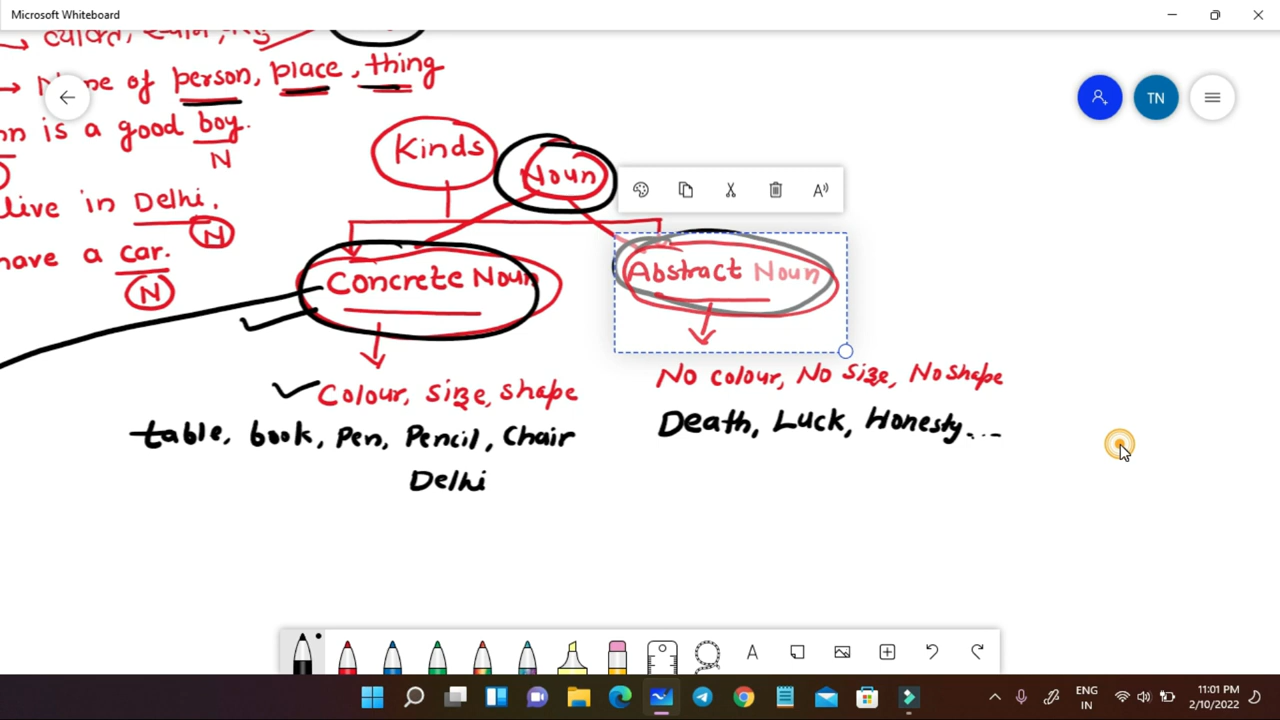 Microsoft Whiteboard
person, place, thing
is a good boy.
N
Kinds
Noun
live in Delhi.
N
have a car.
N
TN
Concrete Noun
Abstract Noun
Colour, size, shape
table, book, Pen, Pencil, Chair
Delhi
No colour, No size, No shape
Death, Luck, Honesty...
A
ENG
IN
11:01 PM
2/10/2022